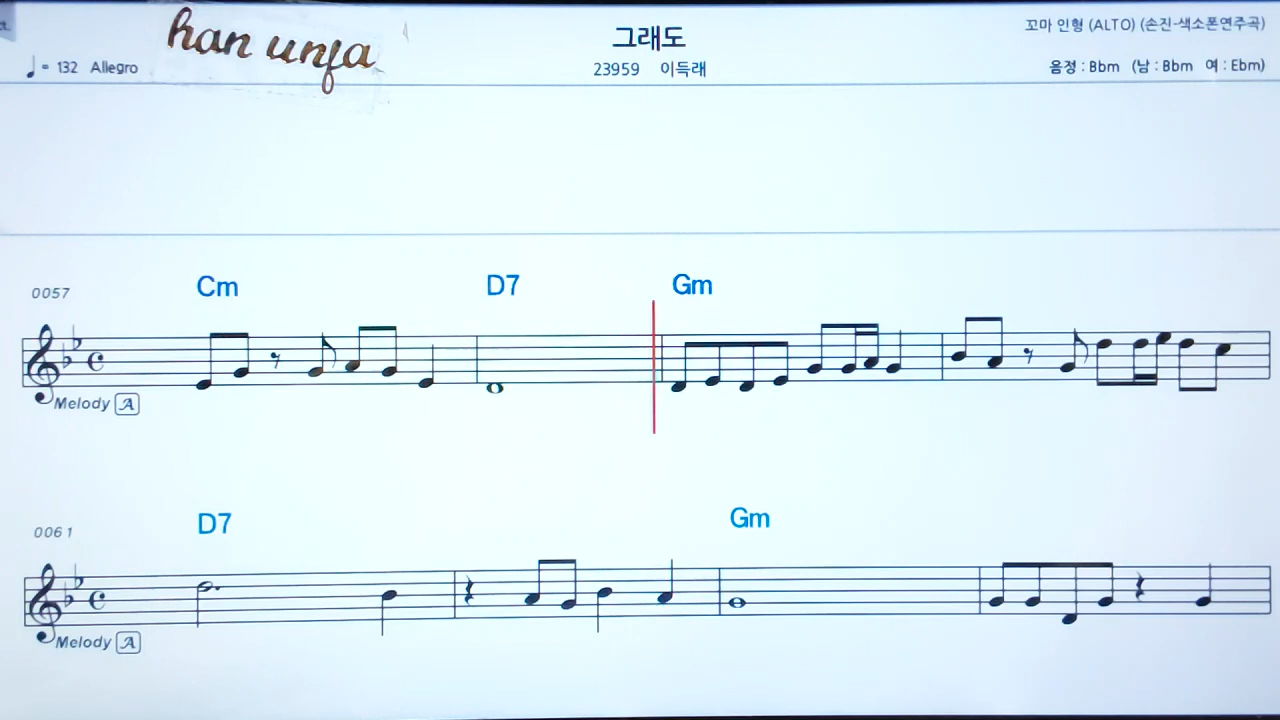 han unja
그래도
꼬마 인형 (ALTO) (손진-색소폰연주곡)
♩= 132 Allegro
23959 이득래
음정 : Bbm (남 : Bbm 여 : Ebm)
Cm D7 Gm
0057
Melody A
D7 Gm
0061
Melody A